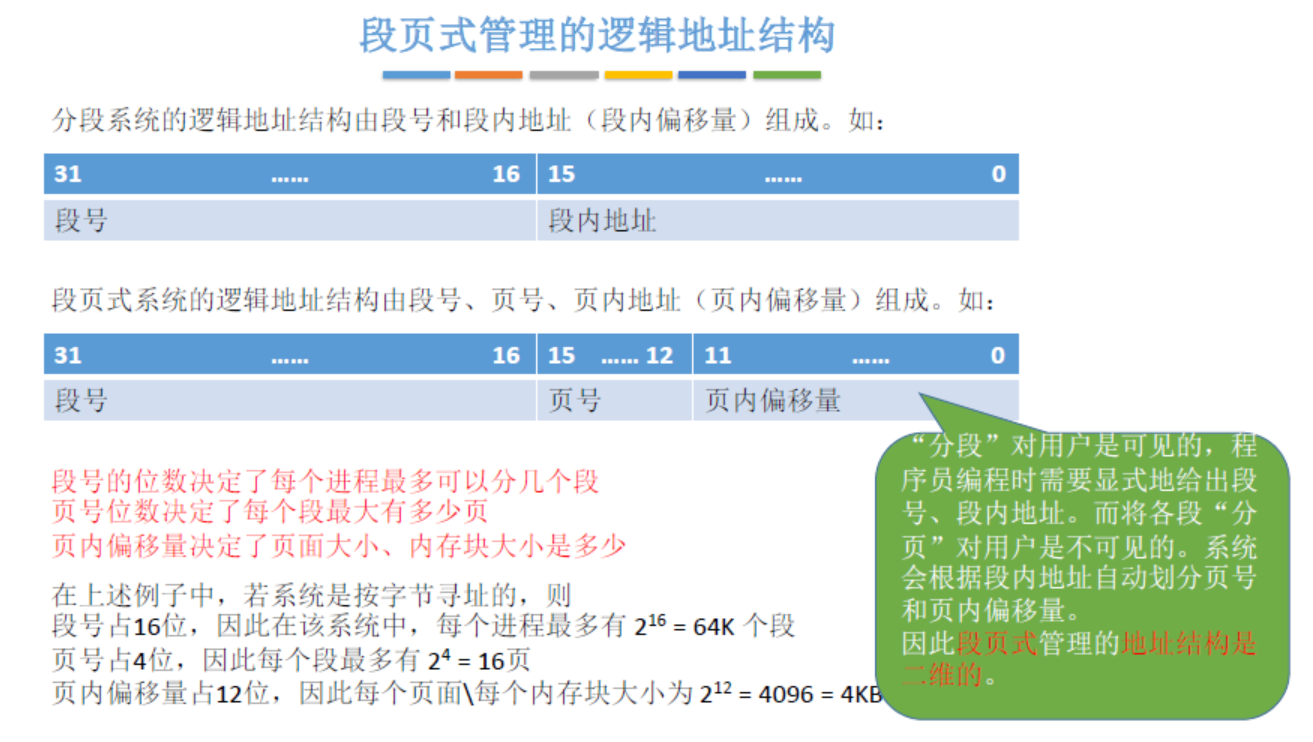 段页式管理的逻辑地址结构
分段系统的逻辑地址结构由段号和段内地址（段内偏移量）组成。如：
31 …… 16 15 …… 0
段号 段内地址
段页式系统的逻辑地址结构由段号、页号、页内地址（页内偏移量）组成。如：
31 …… 16 15 …… 12 11 …… 0
段号 页号 页内偏移量
段号的位数决定了每个进程最多可以分几个段
页号位数决定了每个段最大有多少页
页内偏移量决定了页面大小、内存块大小是多少
在上述例子中，若系统是按字节寻址的，则
段号占16位，因此在该系统中，每个进程最多有 2¹⁶ = 64K 个段
页号占4位，因此每个段最多有 2⁴ = 16页
页内偏移量占12位，因此每个页面\每个内存块大小为 2¹² = 4096 = 4KB
“分段”对用户是可见的，程
序员编程时需要显式地给出段
号、段内地址。而将各段“分
页”对用户是不可见的。系统
会根据段内地址自动划分页号
和页内偏移量。
因此段页式管理的地址结构是
二维的。